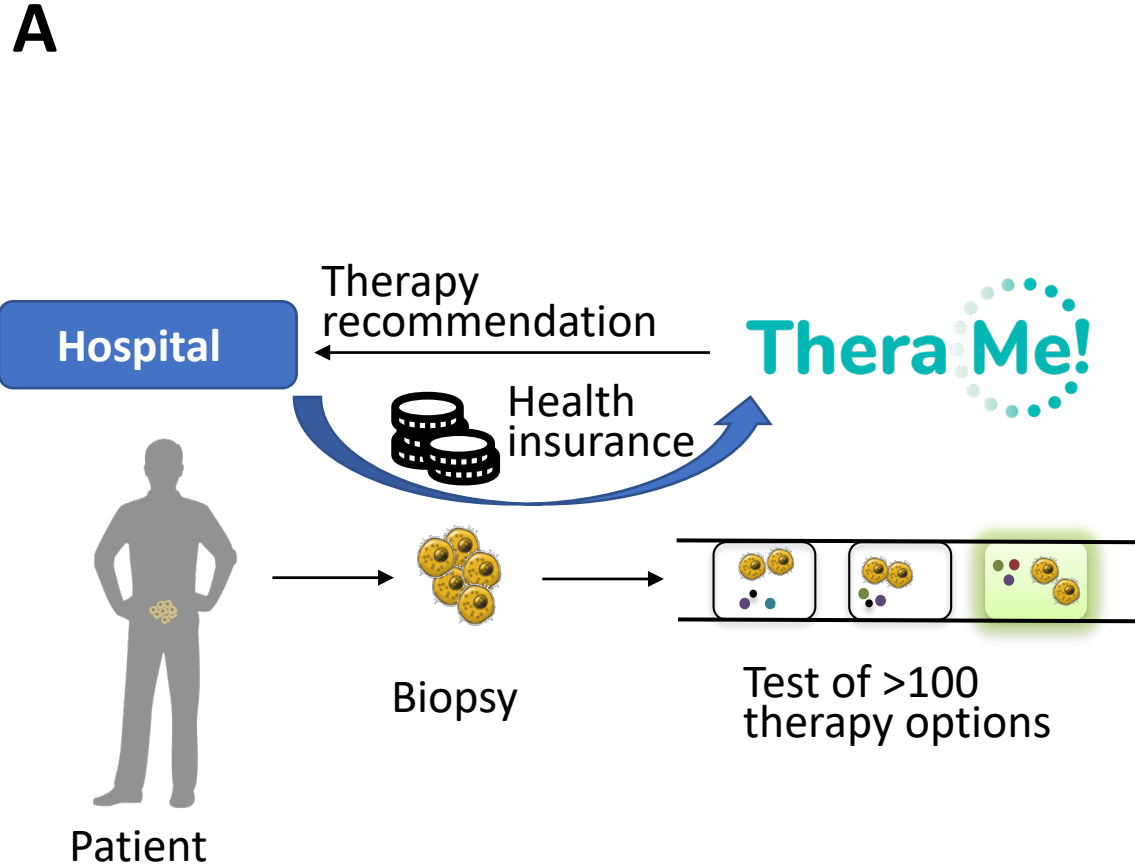 A
Therapy
recommendation
Hospital
Thera Me!
Health
insurance
Biopsy
Test of >100
therapy options
Patient